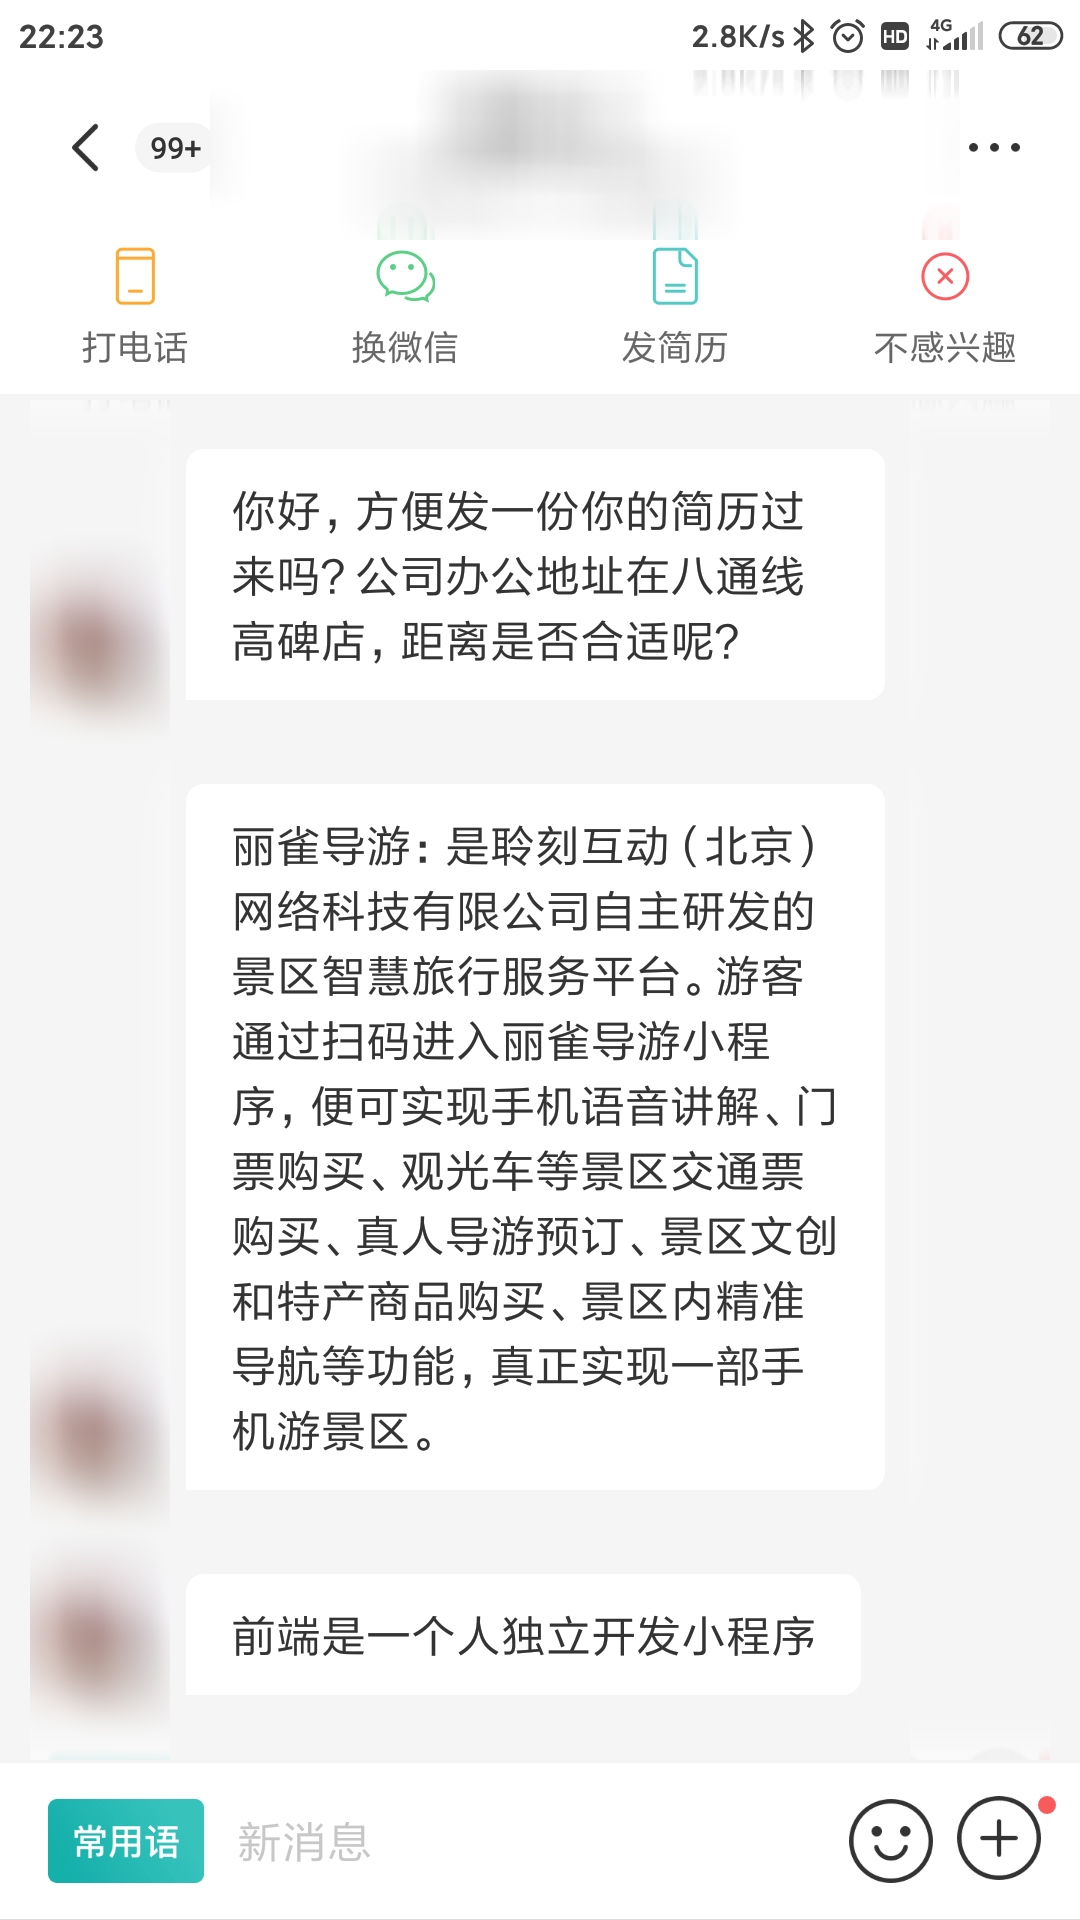 22:23
2.8K/s
HD
4G
62
99+
打电话
换微信
发简历
不感兴趣
你好，方便发一份你的简历过
来吗？公司办公地址在八通线
高碑店，距离是否合适呢？
丽雀导游：是聆刻互动（北京）
网络科技有限公司自主研发的
景区智慧旅行服务平台。游客
通过扫码进入丽雀导游小程
序，便可实现手机语音讲解、门
票购买、观光车等景区交通票
购买、真人导游预订、景区文创
和特产商品购买、景区内精准
导航等功能，真正实现一部手
机游景区。
前端是一个人独立开发小程序
常用语
新消息